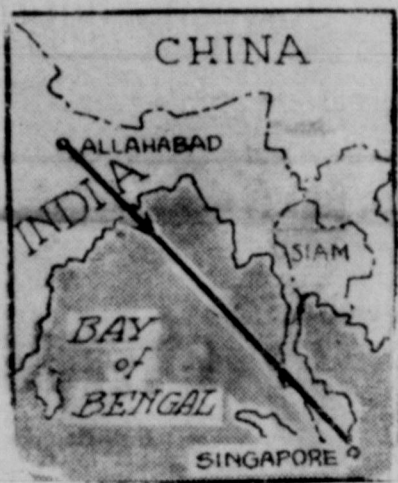 CHINA
ALLAHABAD
INDIA
SIAM
BAY
of
BENGAL
SINGAPORE